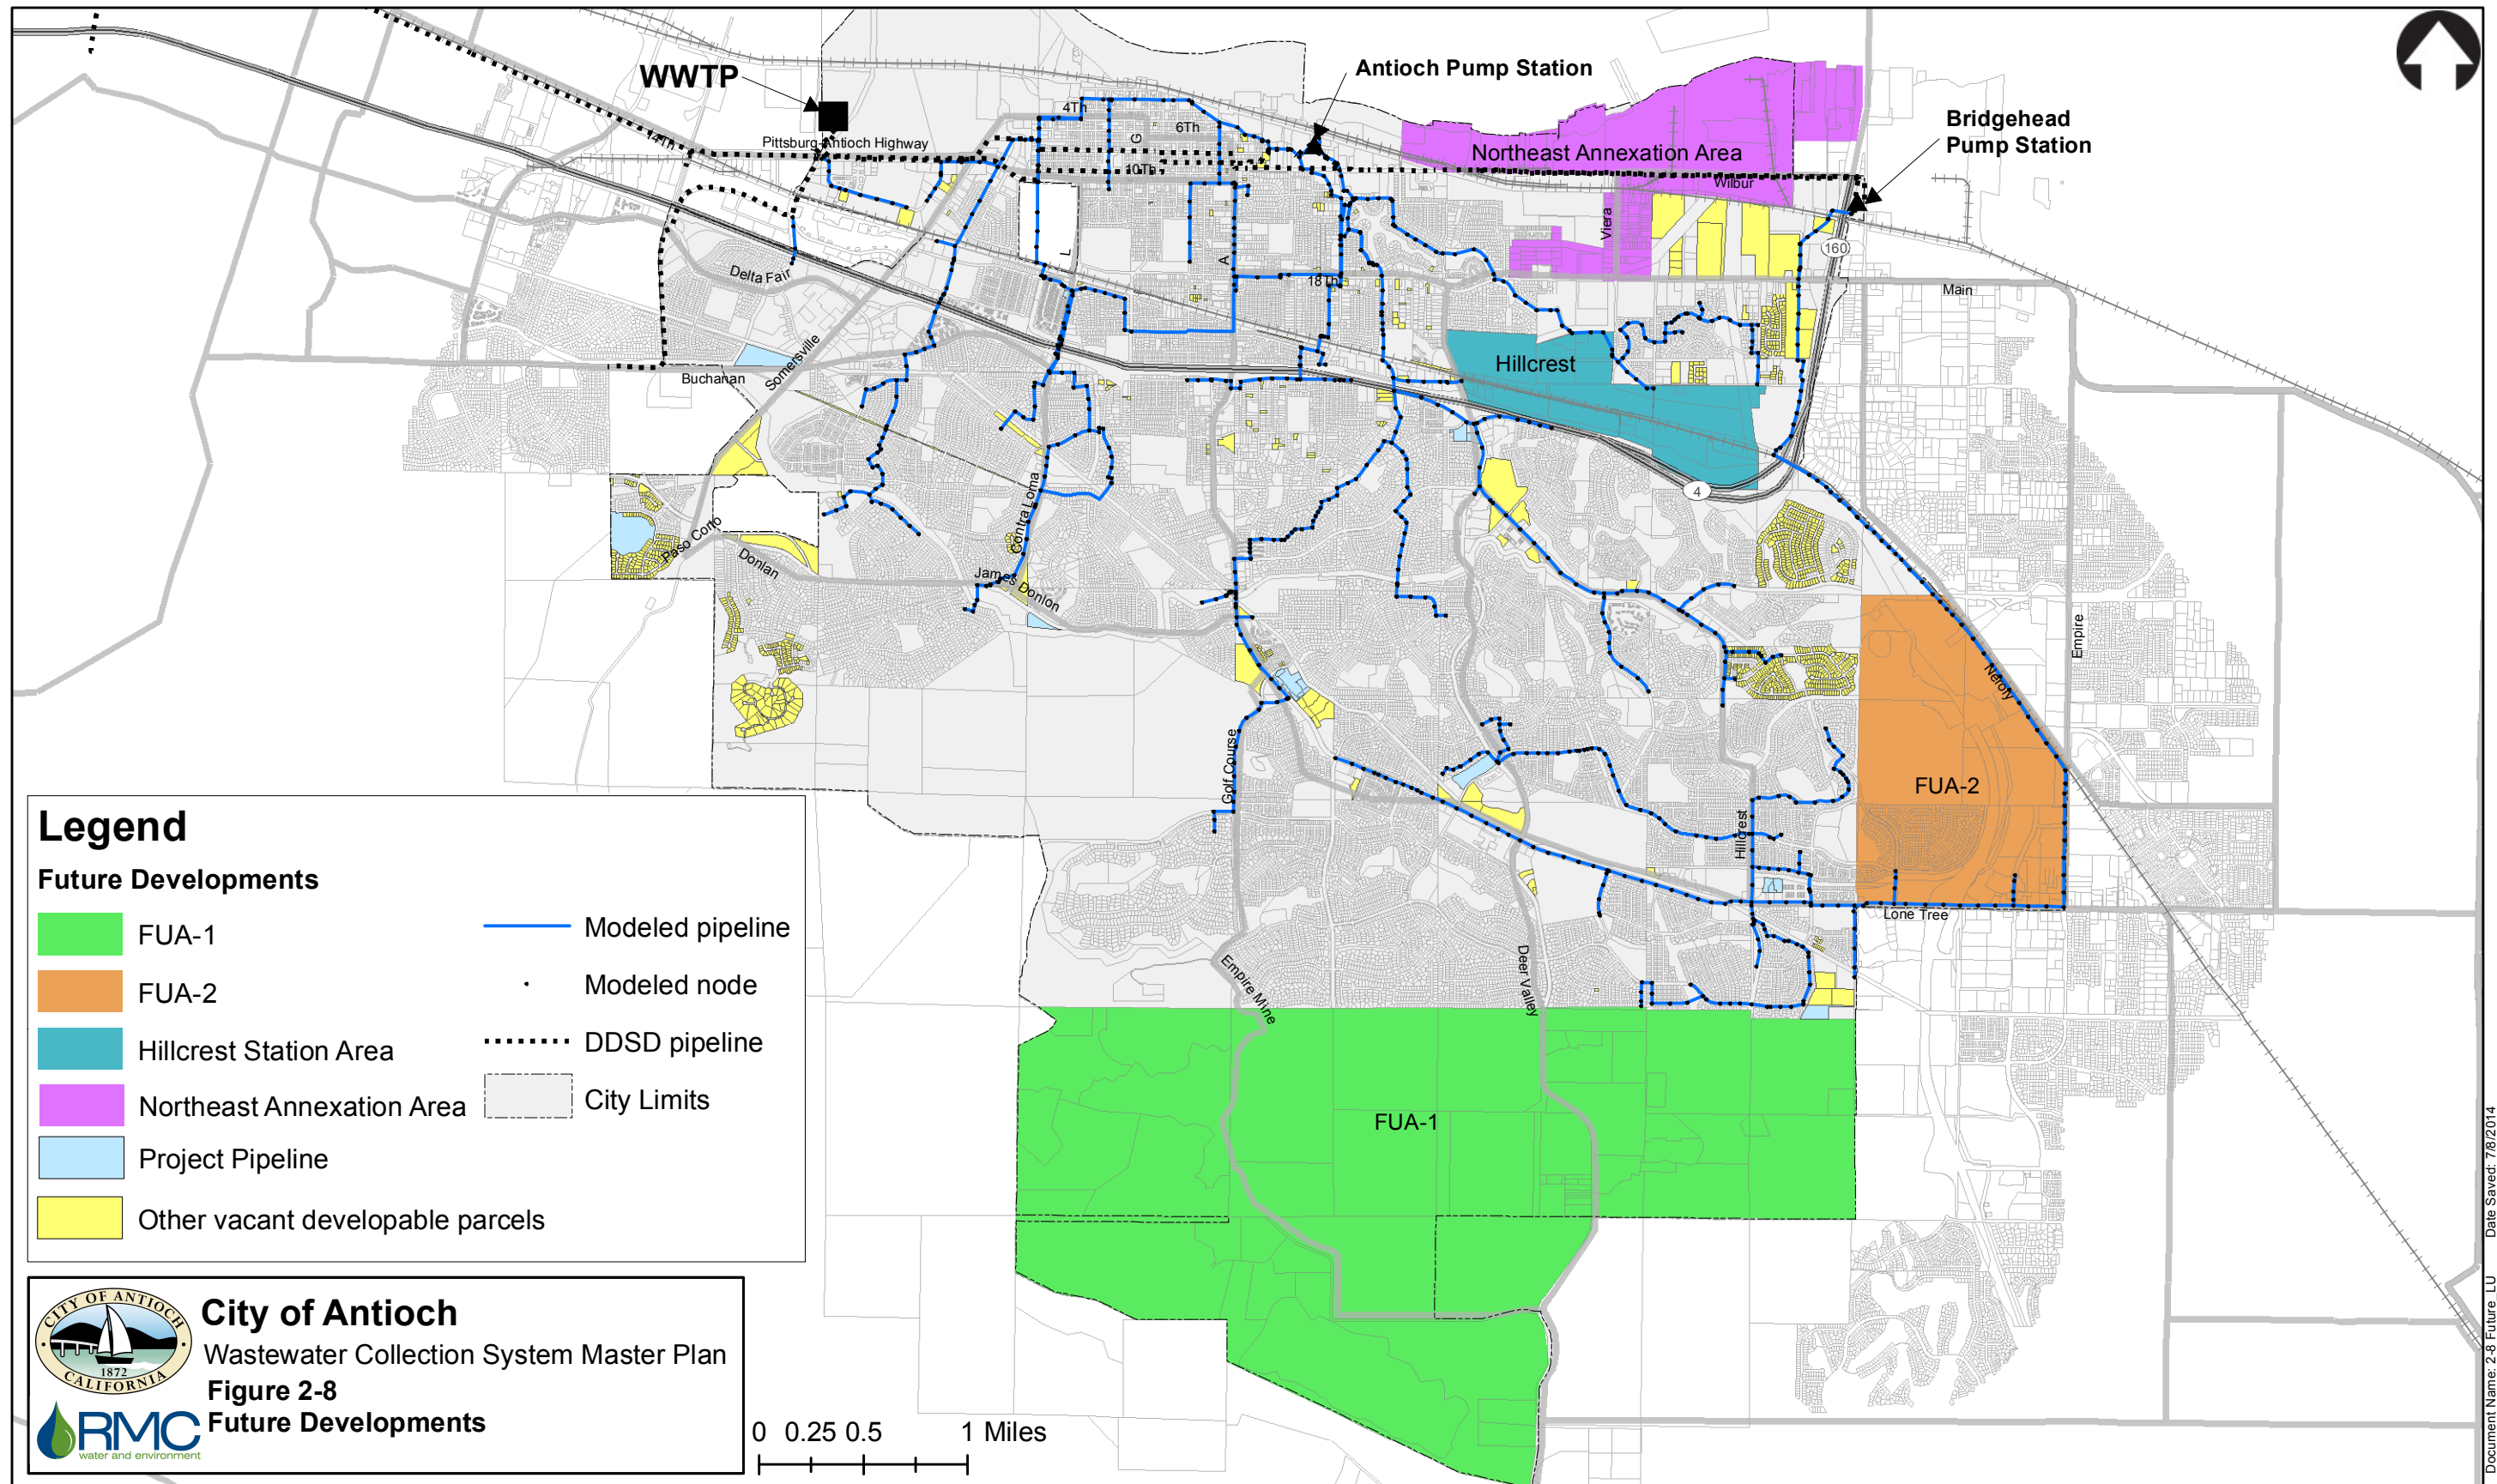 WWTP
Antioch Pump Station
Bridgehead
Pump Station
4Th
G
6Th
Pittsburg-Antioch Highway
10Th
Northeast Annexation Area
Wilbur
Viera
160
L
A
Delta Fair
18Th
Main
Somersville
Buchanan
Hillcrest
4
Contra Loma
Paso Corto
Donlan
James Donlon
Empire
Neroly
Golf Course
FUA-2
Hillcrest
Lone Tree
Deer Valley
Empire Mine
FUA-1
Legend
Future Developments
FUA-1
FUA-2
Hillcrest Station Area
Northeast Annexation Area
Project Pipeline
Other vacant developable parcels
Modeled pipeline
Modeled node
DDSD pipeline
City Limits
CITY OF ANTIOCH
1872
CALIFORNIA
City of Antioch
Wastewater Collection System Master Plan
Figure 2-8
Future Developments
RMC
water and environment
0 0.25 0.5 1 Miles
Document Name: 2-8 Future_LU Date Saved: 7/8/2014